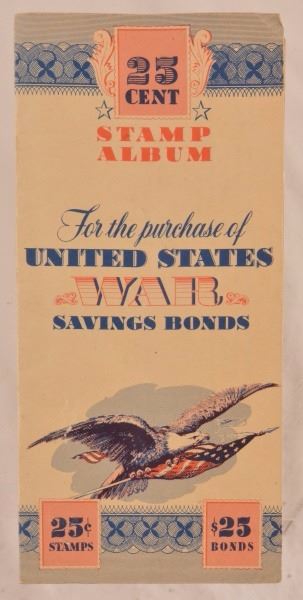 25
CENT
STAMP
ALBUM
For the purchase of
UNITED STATES
WAR
SAVINGS BONDS
25¢
STAMPS
$25
BONDS